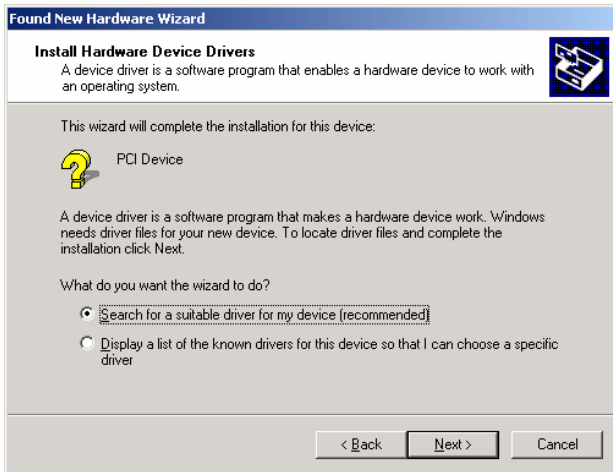 Found New Hardware Wizard
Install Hardware Device Drivers
A device driver is a software program that enables a hardware device to work with
an operating system.
This wizard will complete the installation for this device:
PCI Device
A device driver is a software program that makes a hardware device work. Windows
needs driver files for your new device. To locate driver files and complete the
installation click Next.
What do you want the wizard to do?
Search for a suitable driver for my device (recommended)
Display a list of the known drivers for this device so that I can choose a specific
driver
< Back Next > Cancel